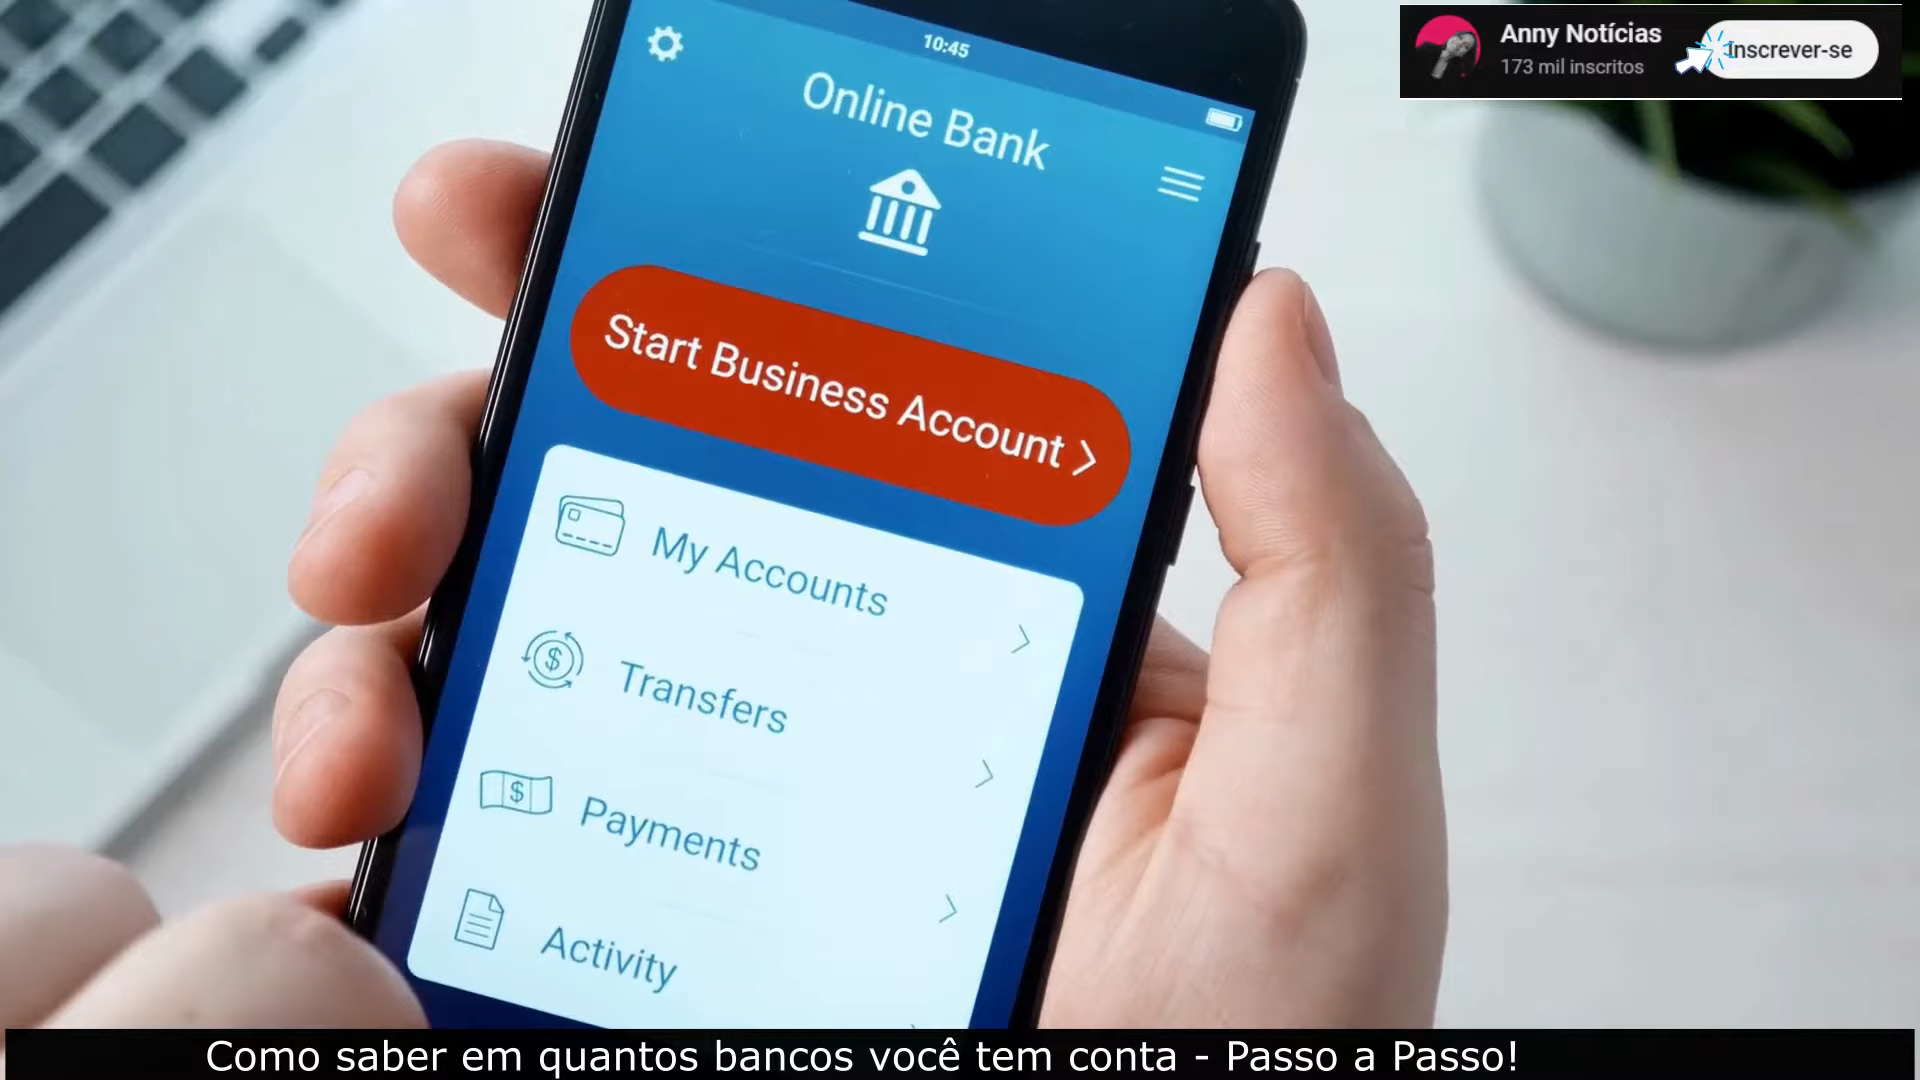 Anny Notícias
173 mil inscritos
Inscrever-se
10:45
Online Bank
Start Business Account
My Accounts
Transfers
$
Payments
$
Activity
Como saber em quantos bancos você tem conta - Passo a Passo!